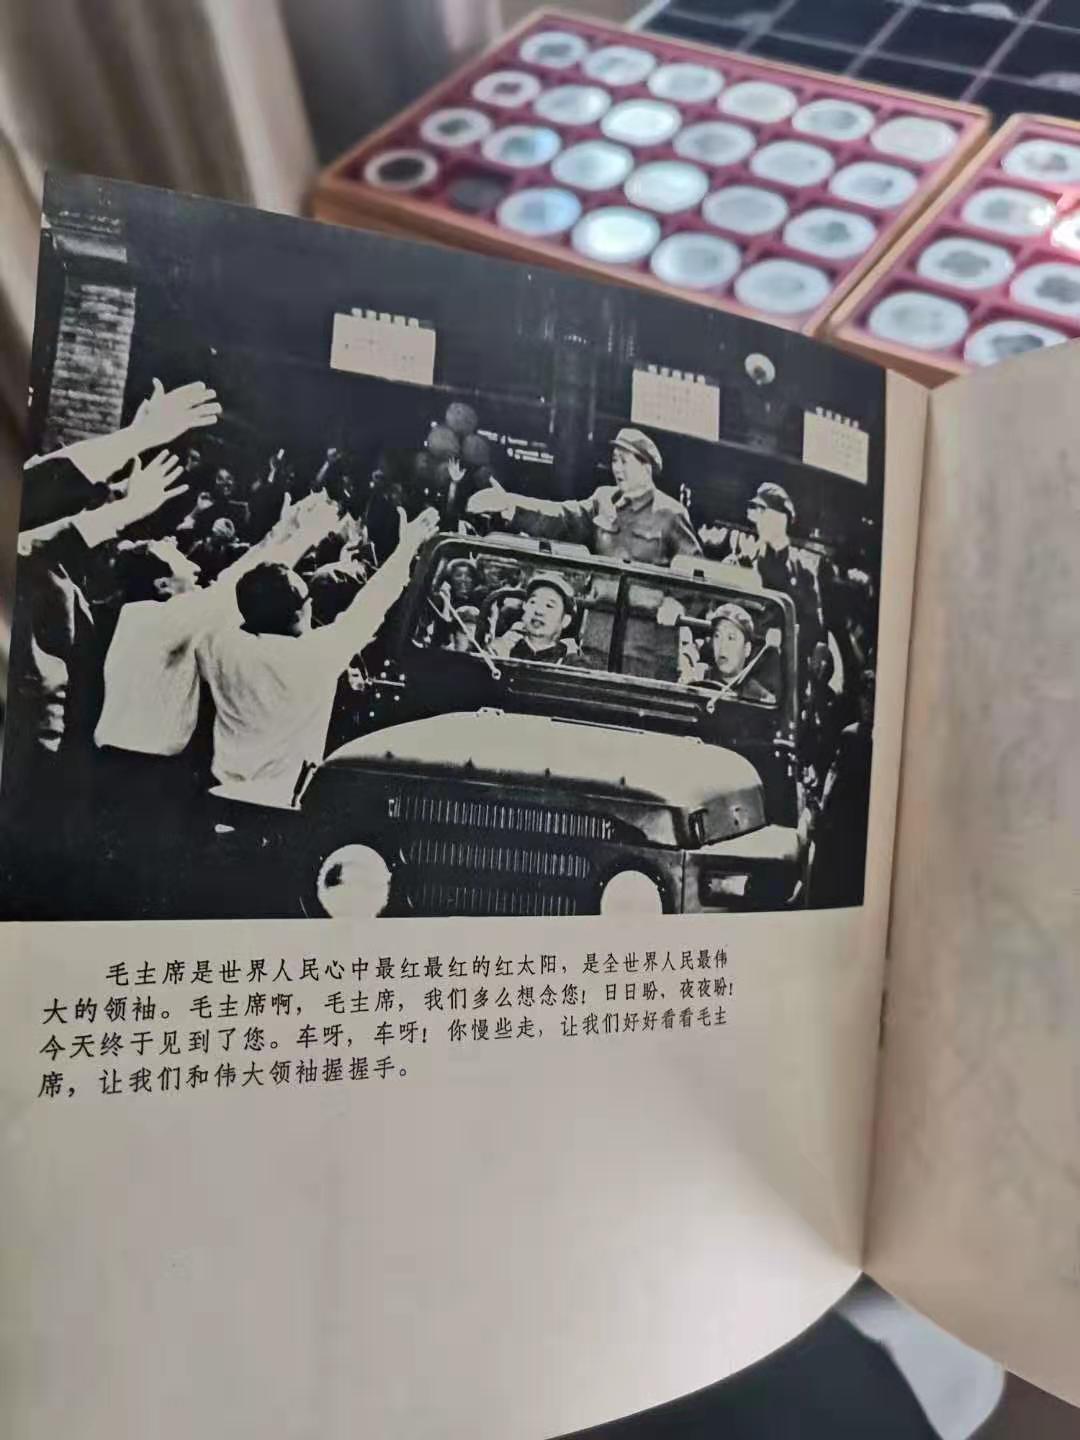 毛主席是世界人民心中最红最红的红太阳，是全世界人民最伟
大的领袖。毛主席啊，毛主席，我们多么想念您！日日盼、夜夜盼！
今天终于见到了您。车呀，车呀！你慢些走，让我们好好看看毛主
席，让我们和伟大领袖握握手。